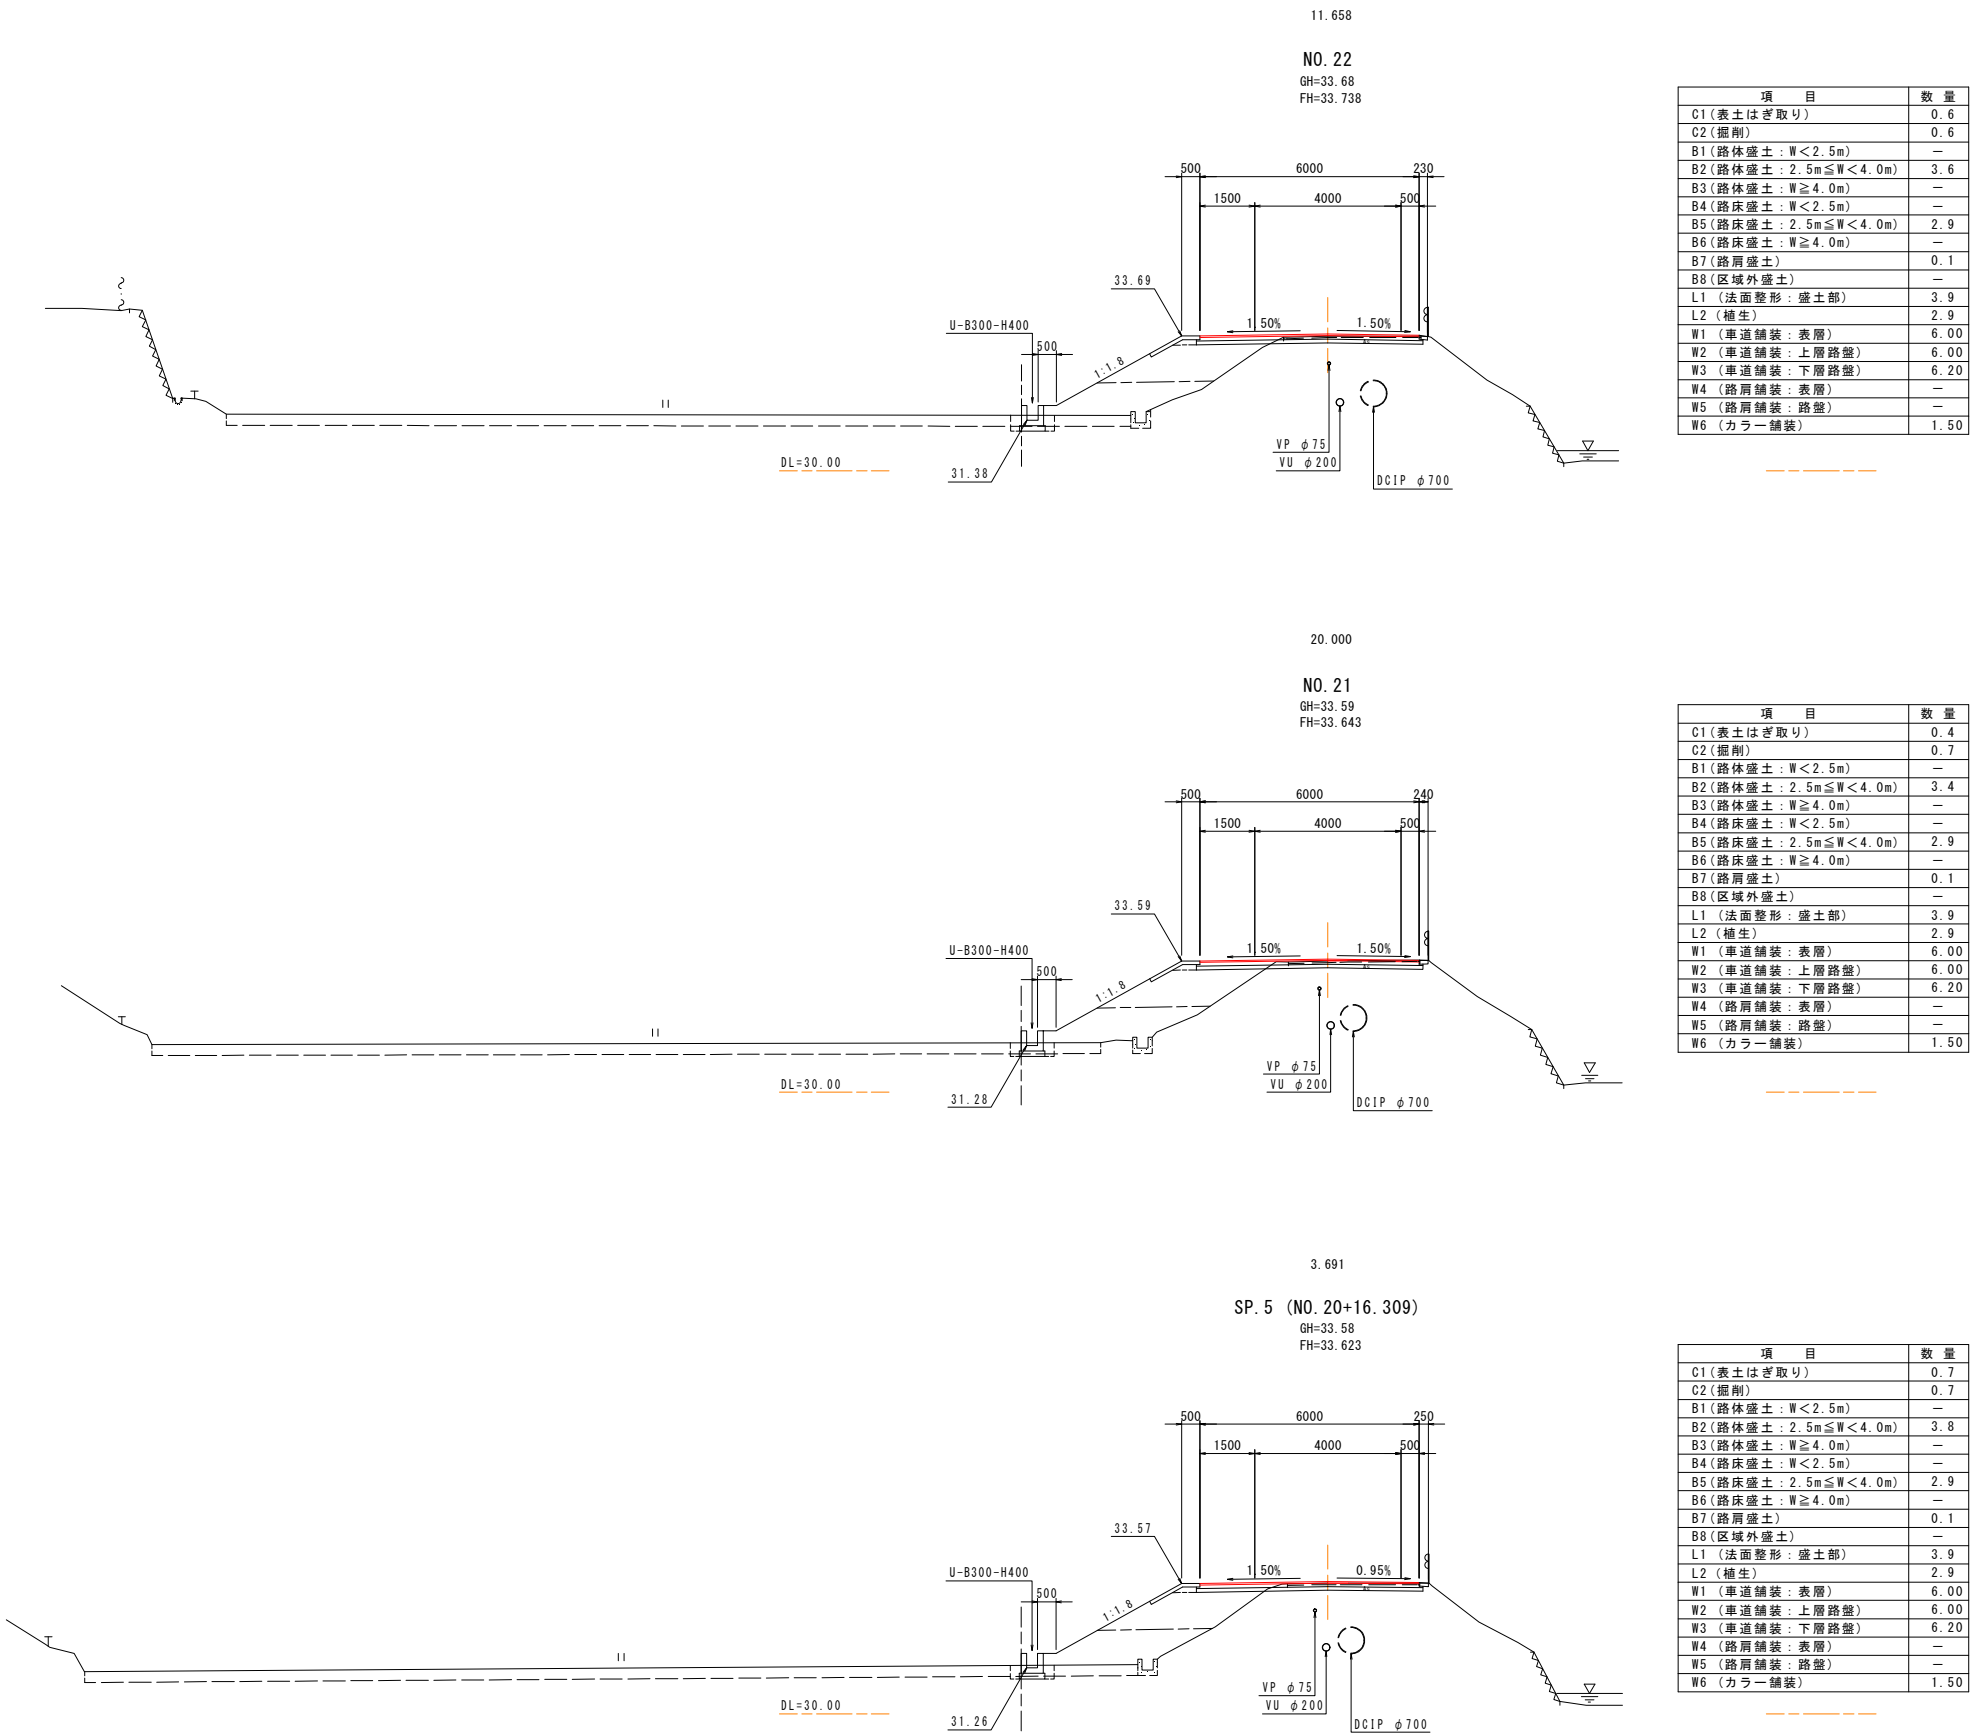 11.658
NO.22
GH=33.68
FH=33.738
500 6000 230
1500 4000 500
33.69
1.50% 1.50%
U-B300-H400
500
1:1.8
As
VP φ75
VU φ200
DCIP φ700
DL=30.00
31.38
項 目 数 量
C1(表土はぎ取り) 0.6
C2(掘削) 0.6
B1(路体盛土:W<2.5m) −
B2(路体盛土:2.5m≦W<4.0m) 3.6
B3(路体盛土:W≧4.0m) −
B4(路床盛土:W<2.5m) −
B5(路床盛土:2.5m≦W<4.0m) 2.9
B6(路床盛土:W≧4.0m) −
B7(路肩盛土) 0.1
B8(区域外盛土) −
L1 (法面整形:盛土部) 3.9
L2 (植生) 2.9
W1 (車道舗装:表層) 6.00
W2 (車道舗装:上層路盤) 6.00
W3 (車道舗装:下層路盤) 6.20
W4 (路肩舗装:表層) −
W5 (路肩舗装:路盤) −
W6 (カラー舗装) 1.50
20.000
NO.21
GH=33.59
FH=33.643
500 6000 240
1500 4000 500
33.59
1.50% 1.50%
U-B300-H400
500
1:1.8
As
VP φ75
VU φ200
DCIP φ700
DL=30.00
31.28
項 目 数 量
C1(表土はぎ取り) 0.4
C2(掘削) 0.7
B1(路体盛土:W<2.5m) −
B2(路体盛土:2.5m≦W<4.0m) 3.4
B3(路体盛土:W≧4.0m) −
B4(路床盛土:W<2.5m) −
B5(路床盛土:2.5m≦W<4.0m) 2.9
B6(路床盛土:W≧4.0m) −
B7(路肩盛土) 0.1
B8(区域外盛土) −
L1 (法面整形:盛土部) 3.9
L2 (植生) 2.9
W1 (車道舗装:表層) 6.00
W2 (車道舗装:上層路盤) 6.00
W3 (車道舗装:下層路盤) 6.20
W4 (路肩舗装:表層) −
W5 (路肩舗装:路盤) −
W6 (カラー舗装) 1.50
3.691
SP.5 (NO.20+16.309)
GH=33.58
FH=33.623
500 6000 250
1500 4000 500
33.57
1.50% 0.95%
U-B300-H400
500
1:1.8
As
VP φ75
VU φ200
DCIP φ700
DL=30.00
31.26
項 目 数 量
C1(表土はぎ取り) 0.7
C2(掘削) 0.7
B1(路体盛土:W<2.5m) −
B2(路体盛土:2.5m≦W<4.0m) 3.8
B3(路体盛土:W≧4.0m) −
B4(路床盛土:W<2.5m) −
B5(路床盛土:2.5m≦W<4.0m) 2.9
B6(路床盛土:W≧4.0m) −
B7(路肩盛土) 0.1
B8(区域外盛土) −
L1 (法面整形:盛土部) 3.9
L2 (植生) 2.9
W1 (車道舗装:表層) 6.00
W2 (車道舗装:上層路盤) 6.00
W3 (車道舗装:下層路盤) 6.20
W4 (路肩舗装:表層) −
W5 (路肩舗装:路盤) −
W6 (カラー舗装) 1.50